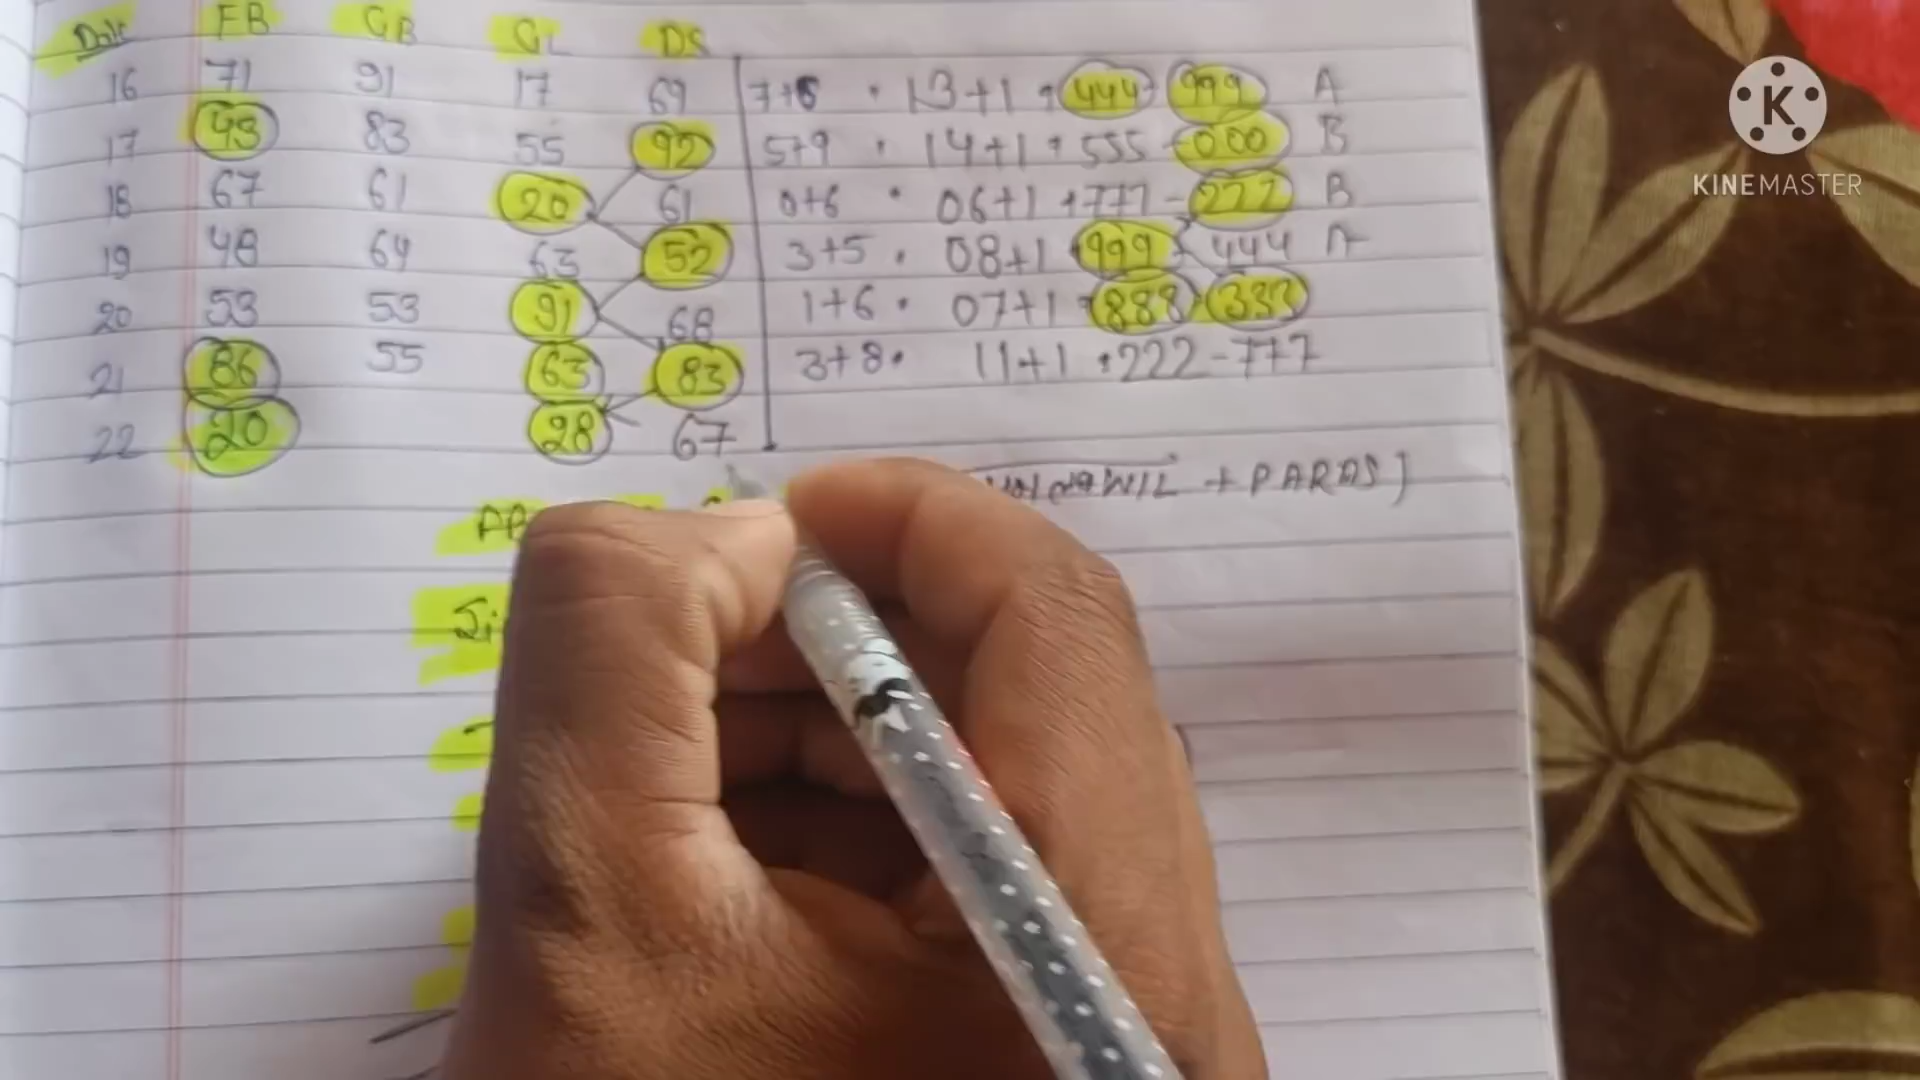 Date FB GB GL DS
16 71 91 17 69 7+6 • 13+1 • 444 - 999 A
17 43 83 55 92 5+9 • 14+1 • 555 - 000 B
18 67 61 20 61 0+6 • 06+1 • 777 - 222 B
19 48 64 63 52 3+5 • 08+1 • 999 - 444 A
20 53 53 91 68 1+6 • 07+1 • 888 - 333
21 86 55 63 83 3+8 • 11+1 • 222 - 777
22 20 28 67
+ PARAS]
KINEMASTER